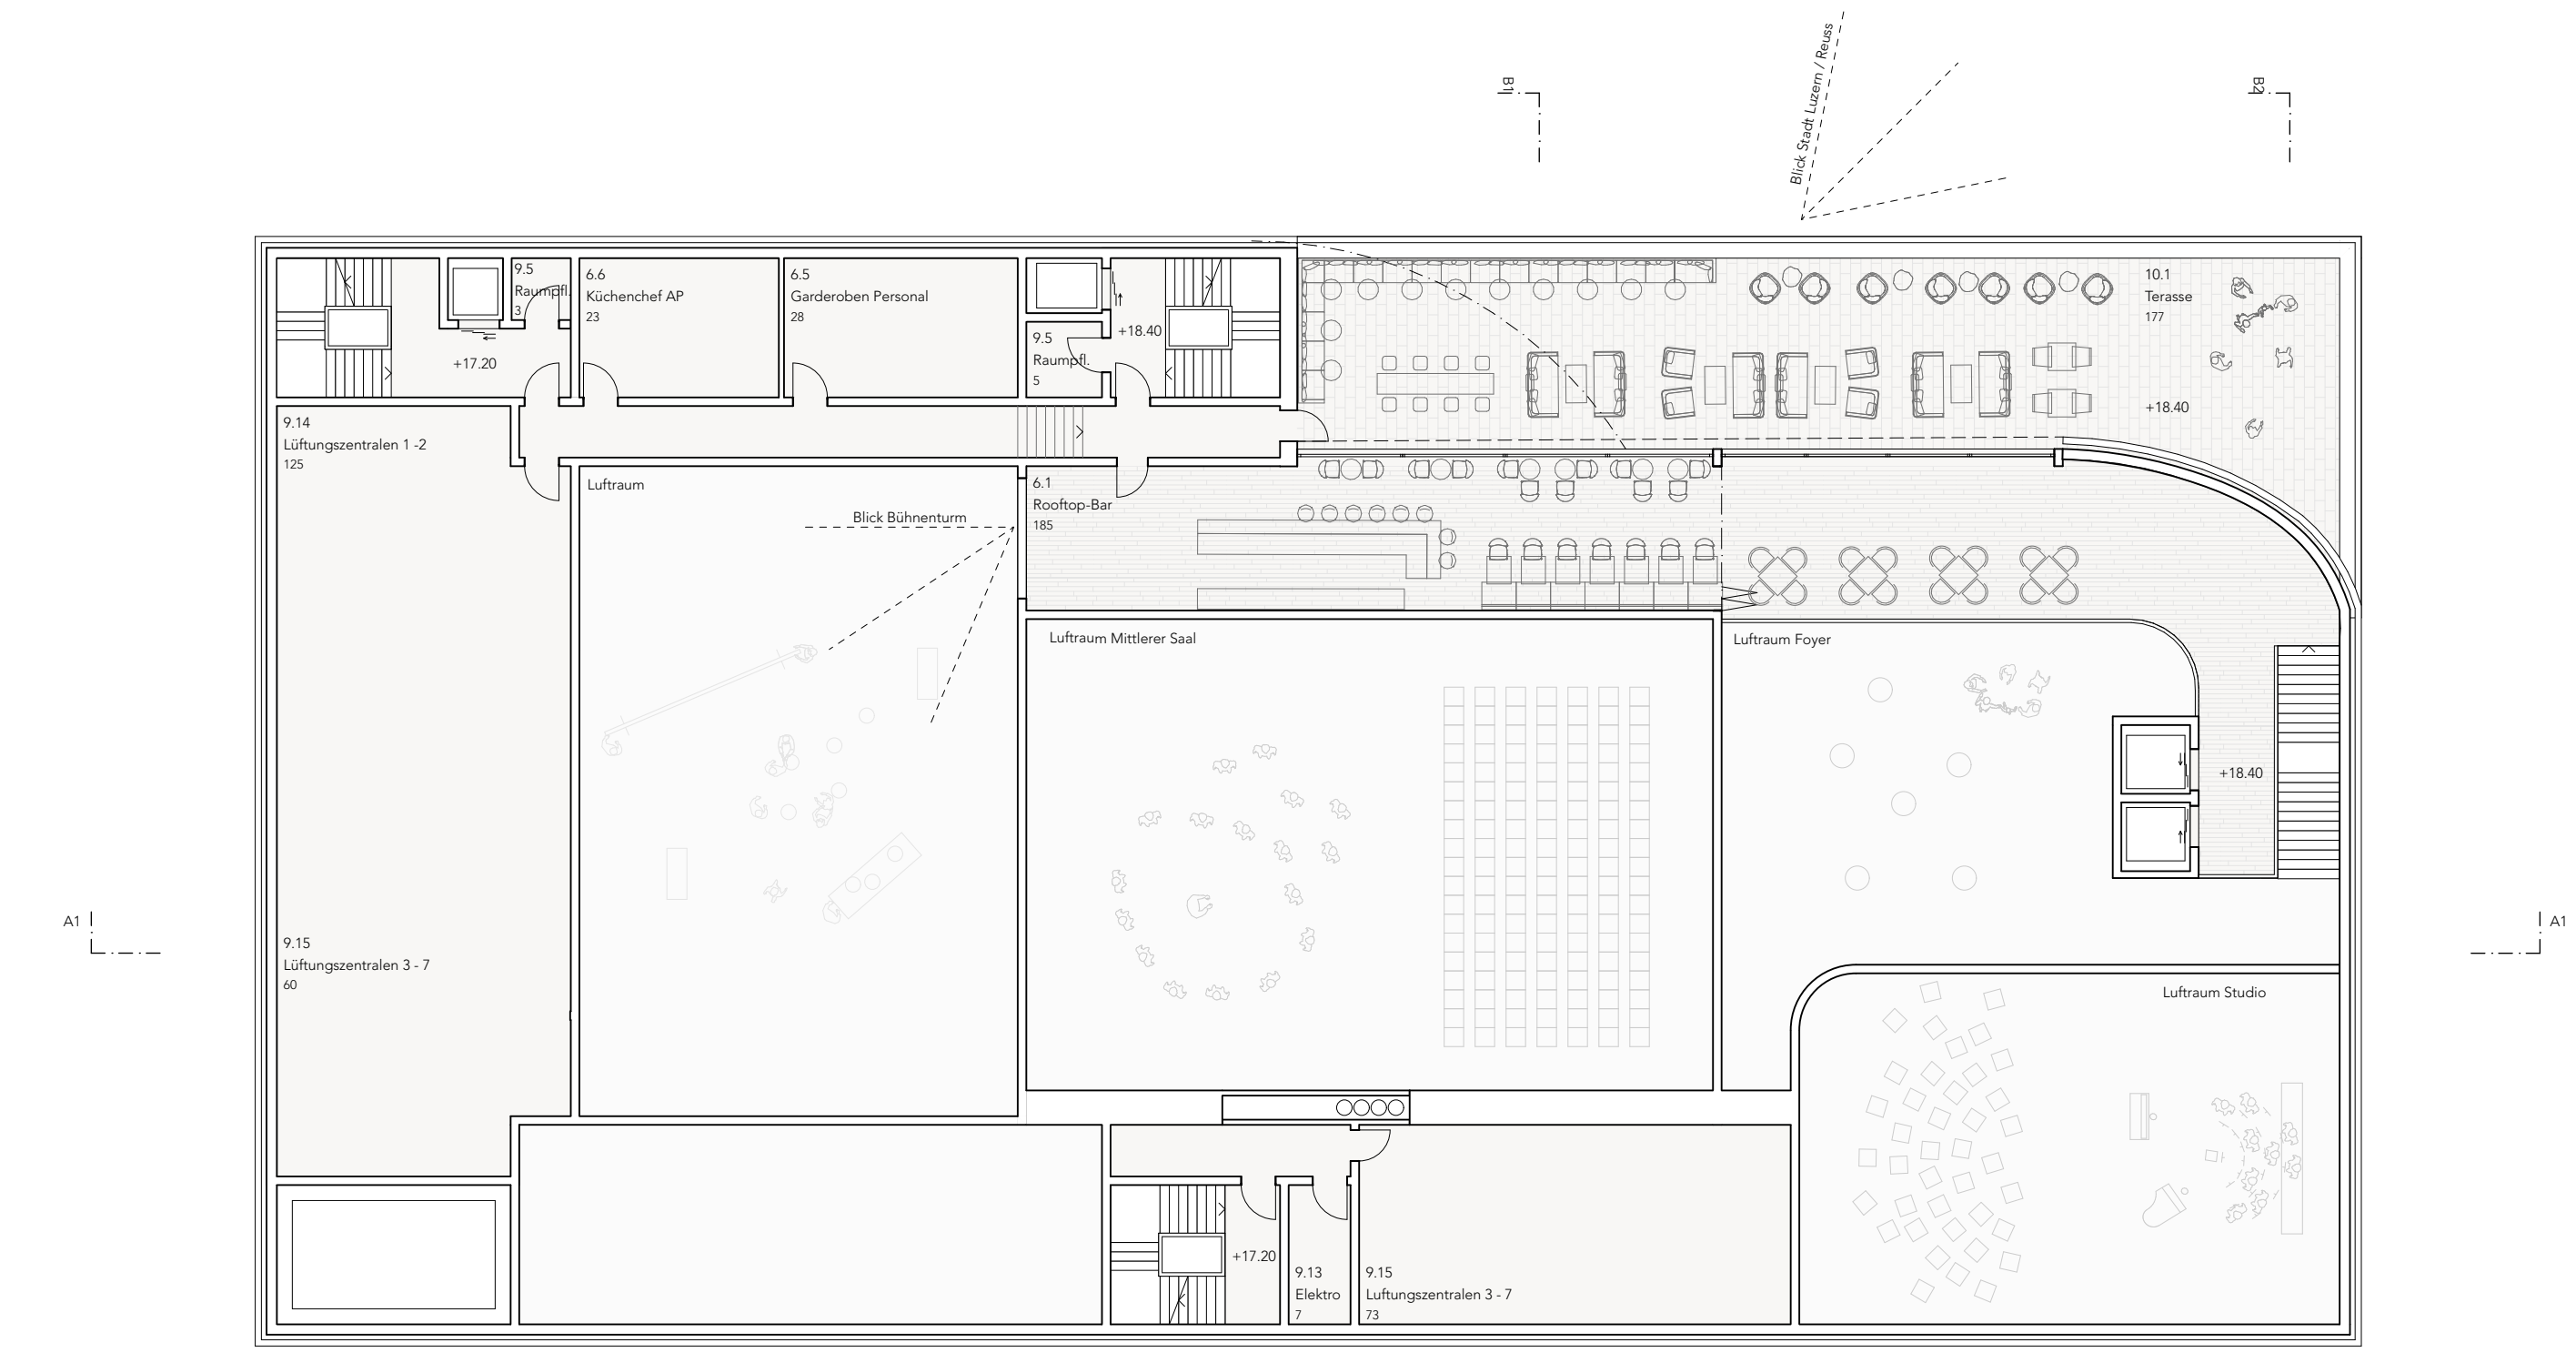 B1
B2
Blick Stadt Luzern / Reuss
9.5
Raumpfl.
3
6.6
Küchenchef AP
23
6.5
Garderoben Personal
28
+17.20
9.5
Raumpfl.
5
+18.40
10.1
Terasse
177
+18.40
9.14
Lüftungszentralen 1 -2
125
Luftraum
Blick Bühnenturm
6.1
Rooftop-Bar
185
Luftraum Mittlerer Saal
Luftraum Foyer
+18.40
A1
A1
9.15
Lüftungszentralen 3 - 7
60
Luftraum Studio
+17.20
9.13
Elektro
7
9.15
Luftungszentralen 3 - 7
73